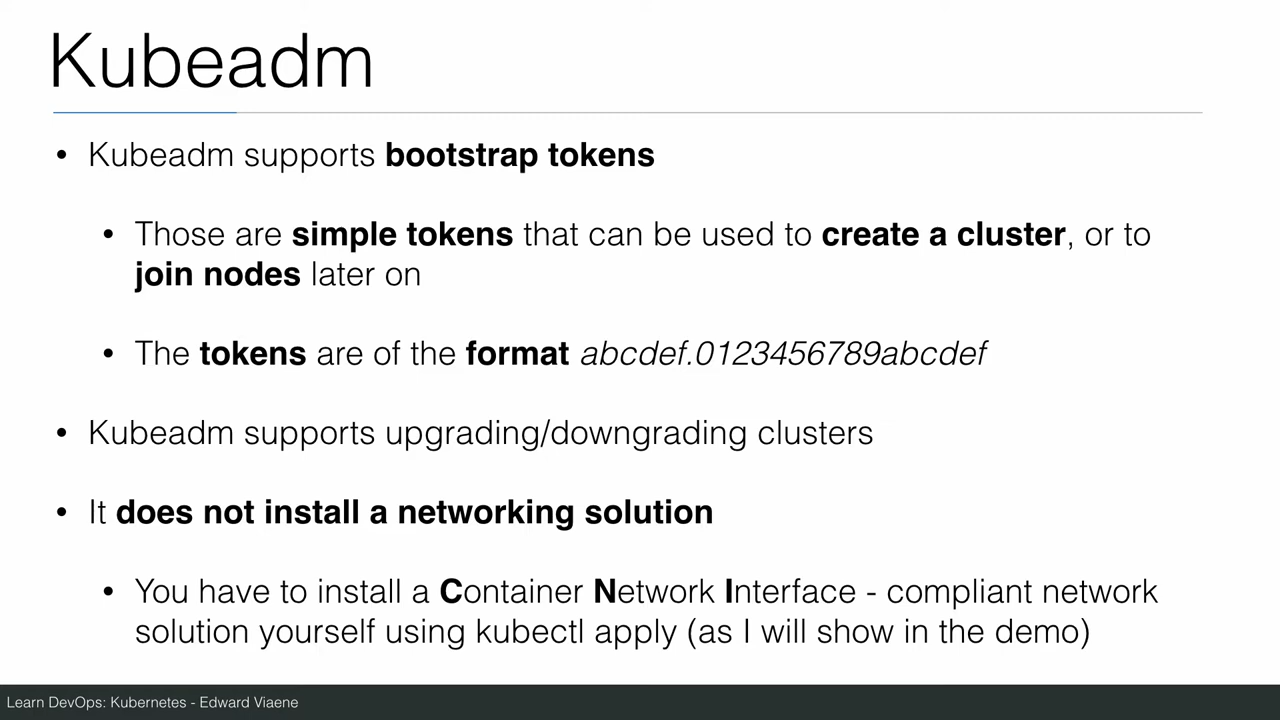 Kubeadm
• Kubeadm supports bootstrap tokens
• Those are simple tokens that can be used to create a cluster, or to
join nodes later on
• The tokens are of the format abcdef.0123456789abcdef
• Kubeadm supports upgrading/downgrading clusters
• It does not install a networking solution
• You have to install a Container Network Interface - compliant network
solution yourself using kubectl apply (as I will show in the demo)
Learn DevOps: Kubernetes - Edward Viaene